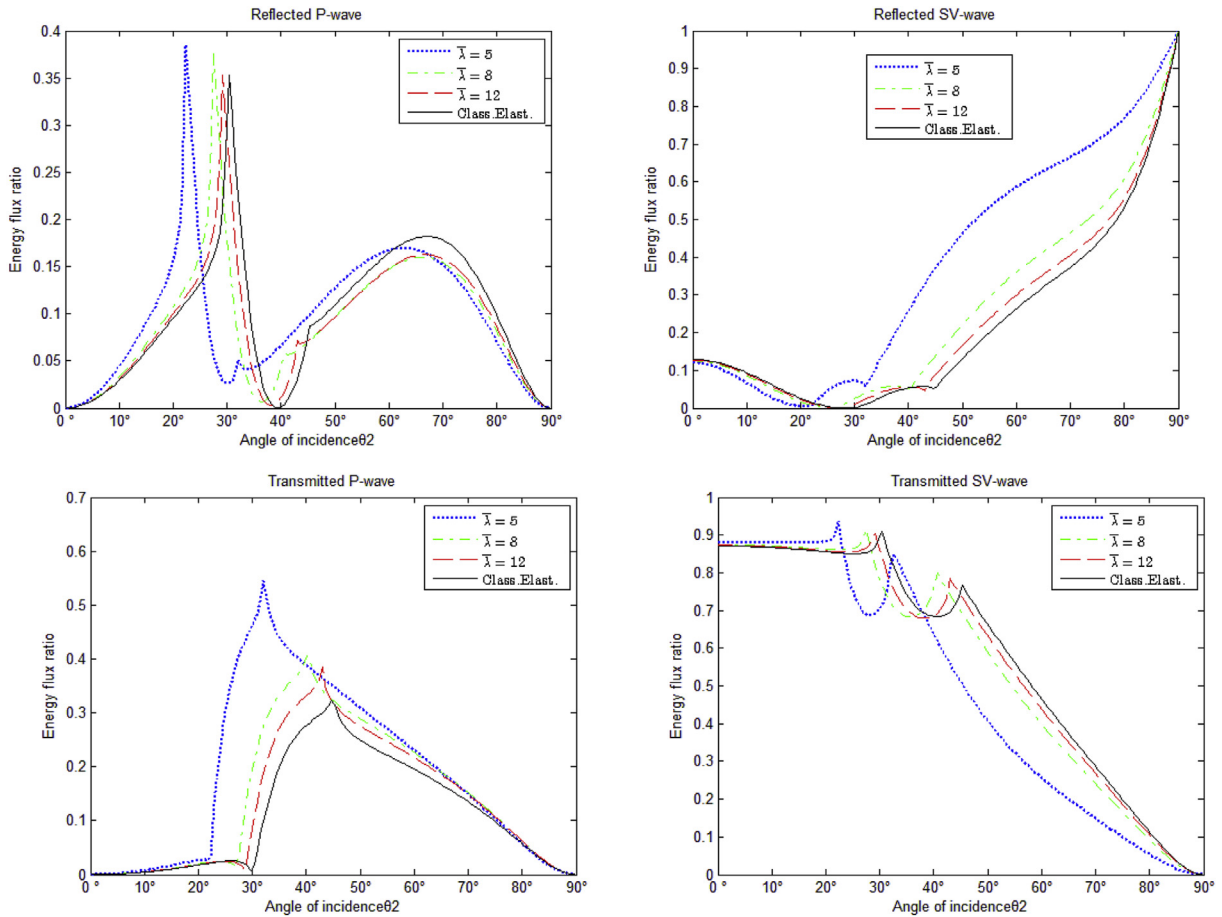 Reflected P-wave
Energy flux ratio
0.4
0.35
0.3
0.25
0.2
0.15
0.1
0.05
0
0° 10° 20° 30° 40° 50° 60° 70° 80° 90°
Angle of incidenceθ2
λ̅ = 5
λ̅ = 8
λ̅ = 12
Class.Elast.
Reflected SV-wave
Energy flux ratio
1
0.9
0.8
0.7
0.6
0.5
0.4
0.3
0.2
0.1
0
0° 10° 20° 30° 40° 50° 60° 70° 80° 90°
Angle of incidenceθ2
λ̅ = 5
λ̅ = 8
λ̅ = 12
Class.Elast.
Transmitted P-wave
Energy flux ratio
0.7
0.6
0.5
0.4
0.3
0.2
0.1
0
0° 10° 20° 30° 40° 50° 60° 70° 80° 90°
Angle of incidenceθ2
λ̅ = 5
λ̅ = 8
λ̅ = 12
Class.Elast.
Transmitted SV-wave
Energy flux ratio
1
0.9
0.8
0.7
0.6
0.5
0.4
0.3
0.2
0.1
0
0° 10° 20° 30° 40° 50° 60° 70° 80° 90°
Angle of incidenceθ2
λ̅ = 5
λ̅ = 8
λ̅ = 12
Class.Elast.